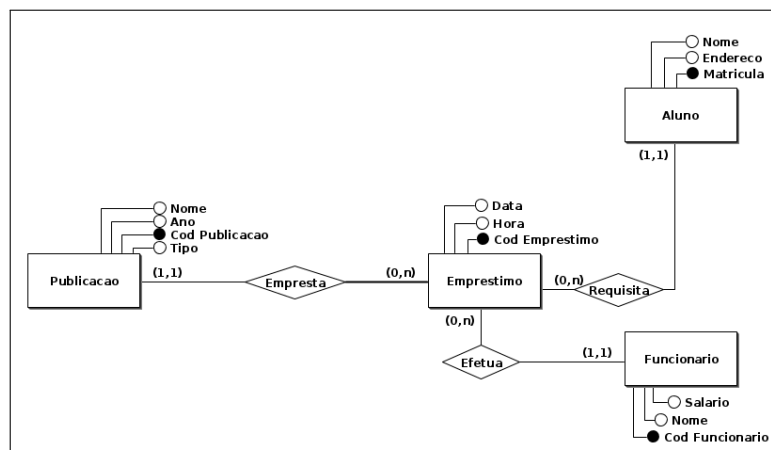 Nome
Endereco
Matricula
Aluno
(1,1)
Nome
Ano
Cod Publicacao
Tipo
Publicacao
(1,1)
Empresta
(0,n)
Data
Hora
Cod Emprestimo
Emprestimo
(0,n)
Requisita
(0,n)
Efetua
(1,1)
Funcionario
Salario
Nome
Cod Funcionario